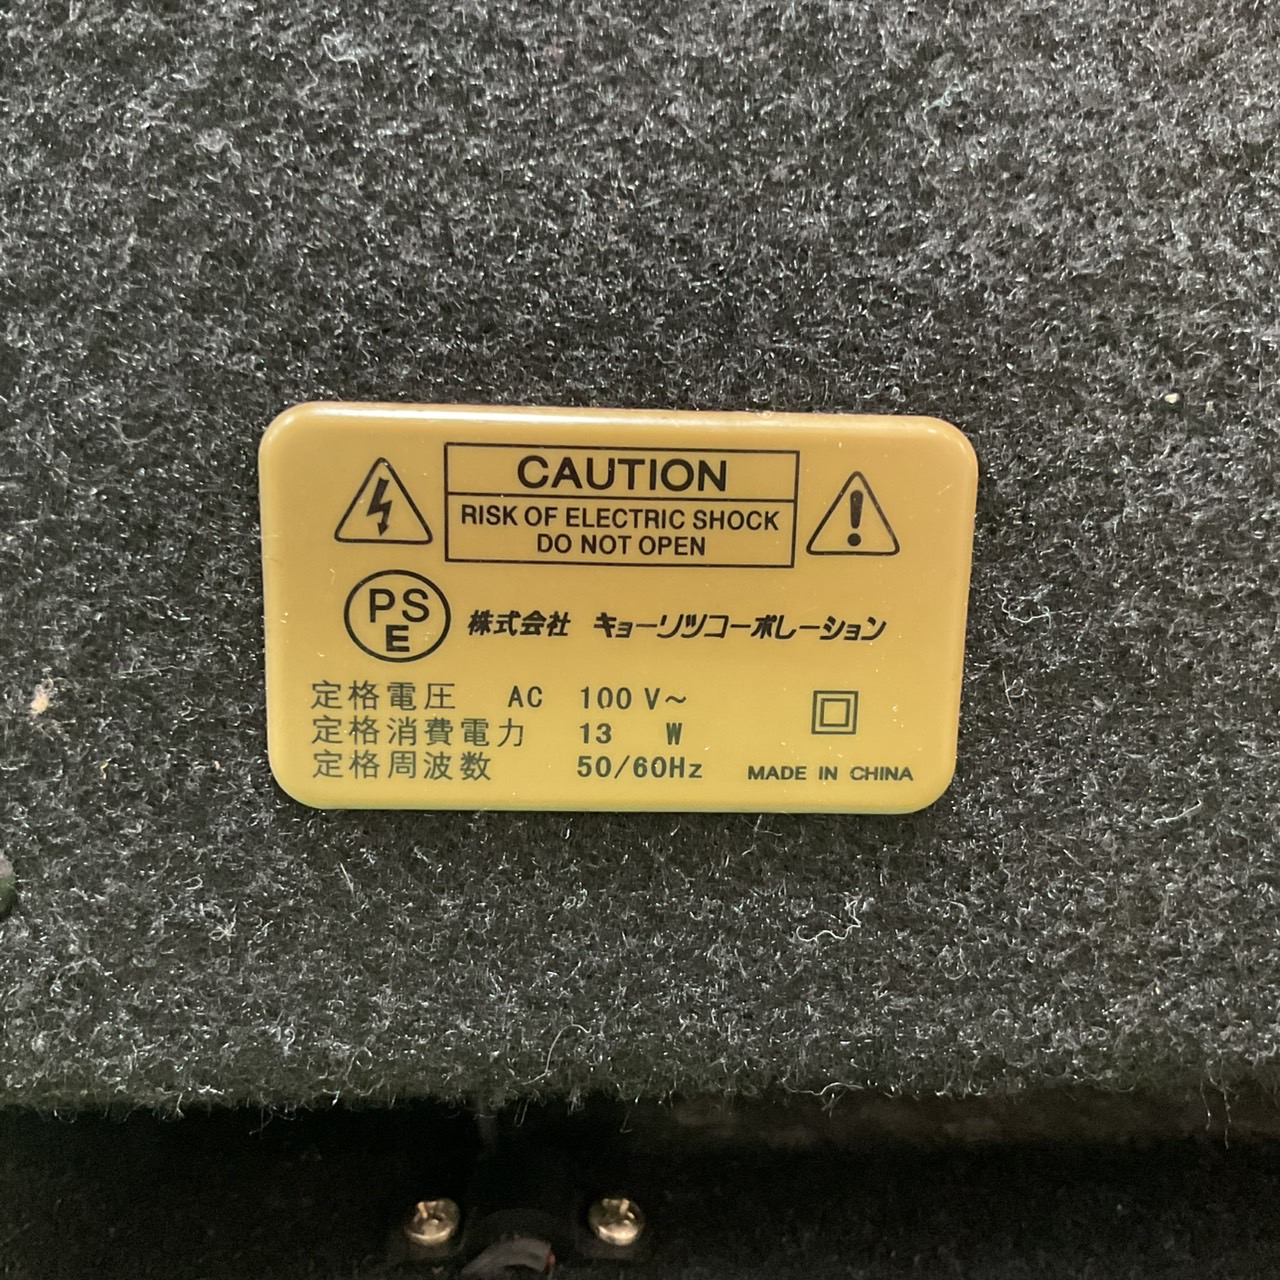 CAUTION
RISK OF ELECTRIC SHOCK
DO NOT OPEN
PS
E
株式会社 キョーリツコーポレーション
定格電圧 AC 100 V～
定格消費電力 13 W
定格周波数 50/60Hz
MADE IN CHINA